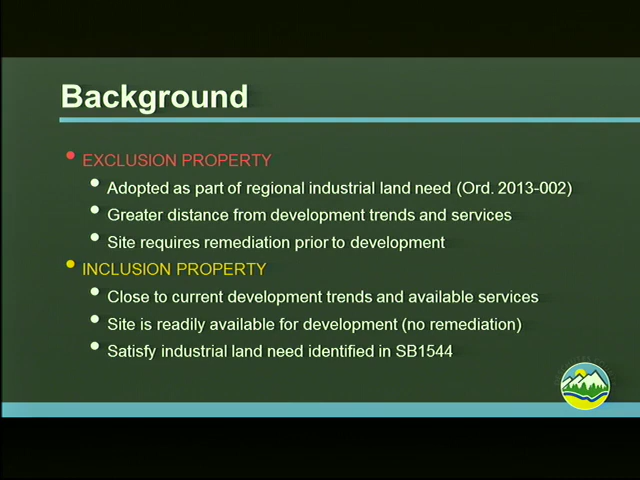 Background
• EXCLUSION PROPERTY
• Adopted as part of regional industrial land need (Ord. 2013-002)
• Greater distance from development trends and services
• Site requires remediation prior to development
• INCLUSION PROPERTY
• Close to current development trends and available services
• Site is readily available for development (no remediation)
• Satisfy industrial land need identified in SB1544